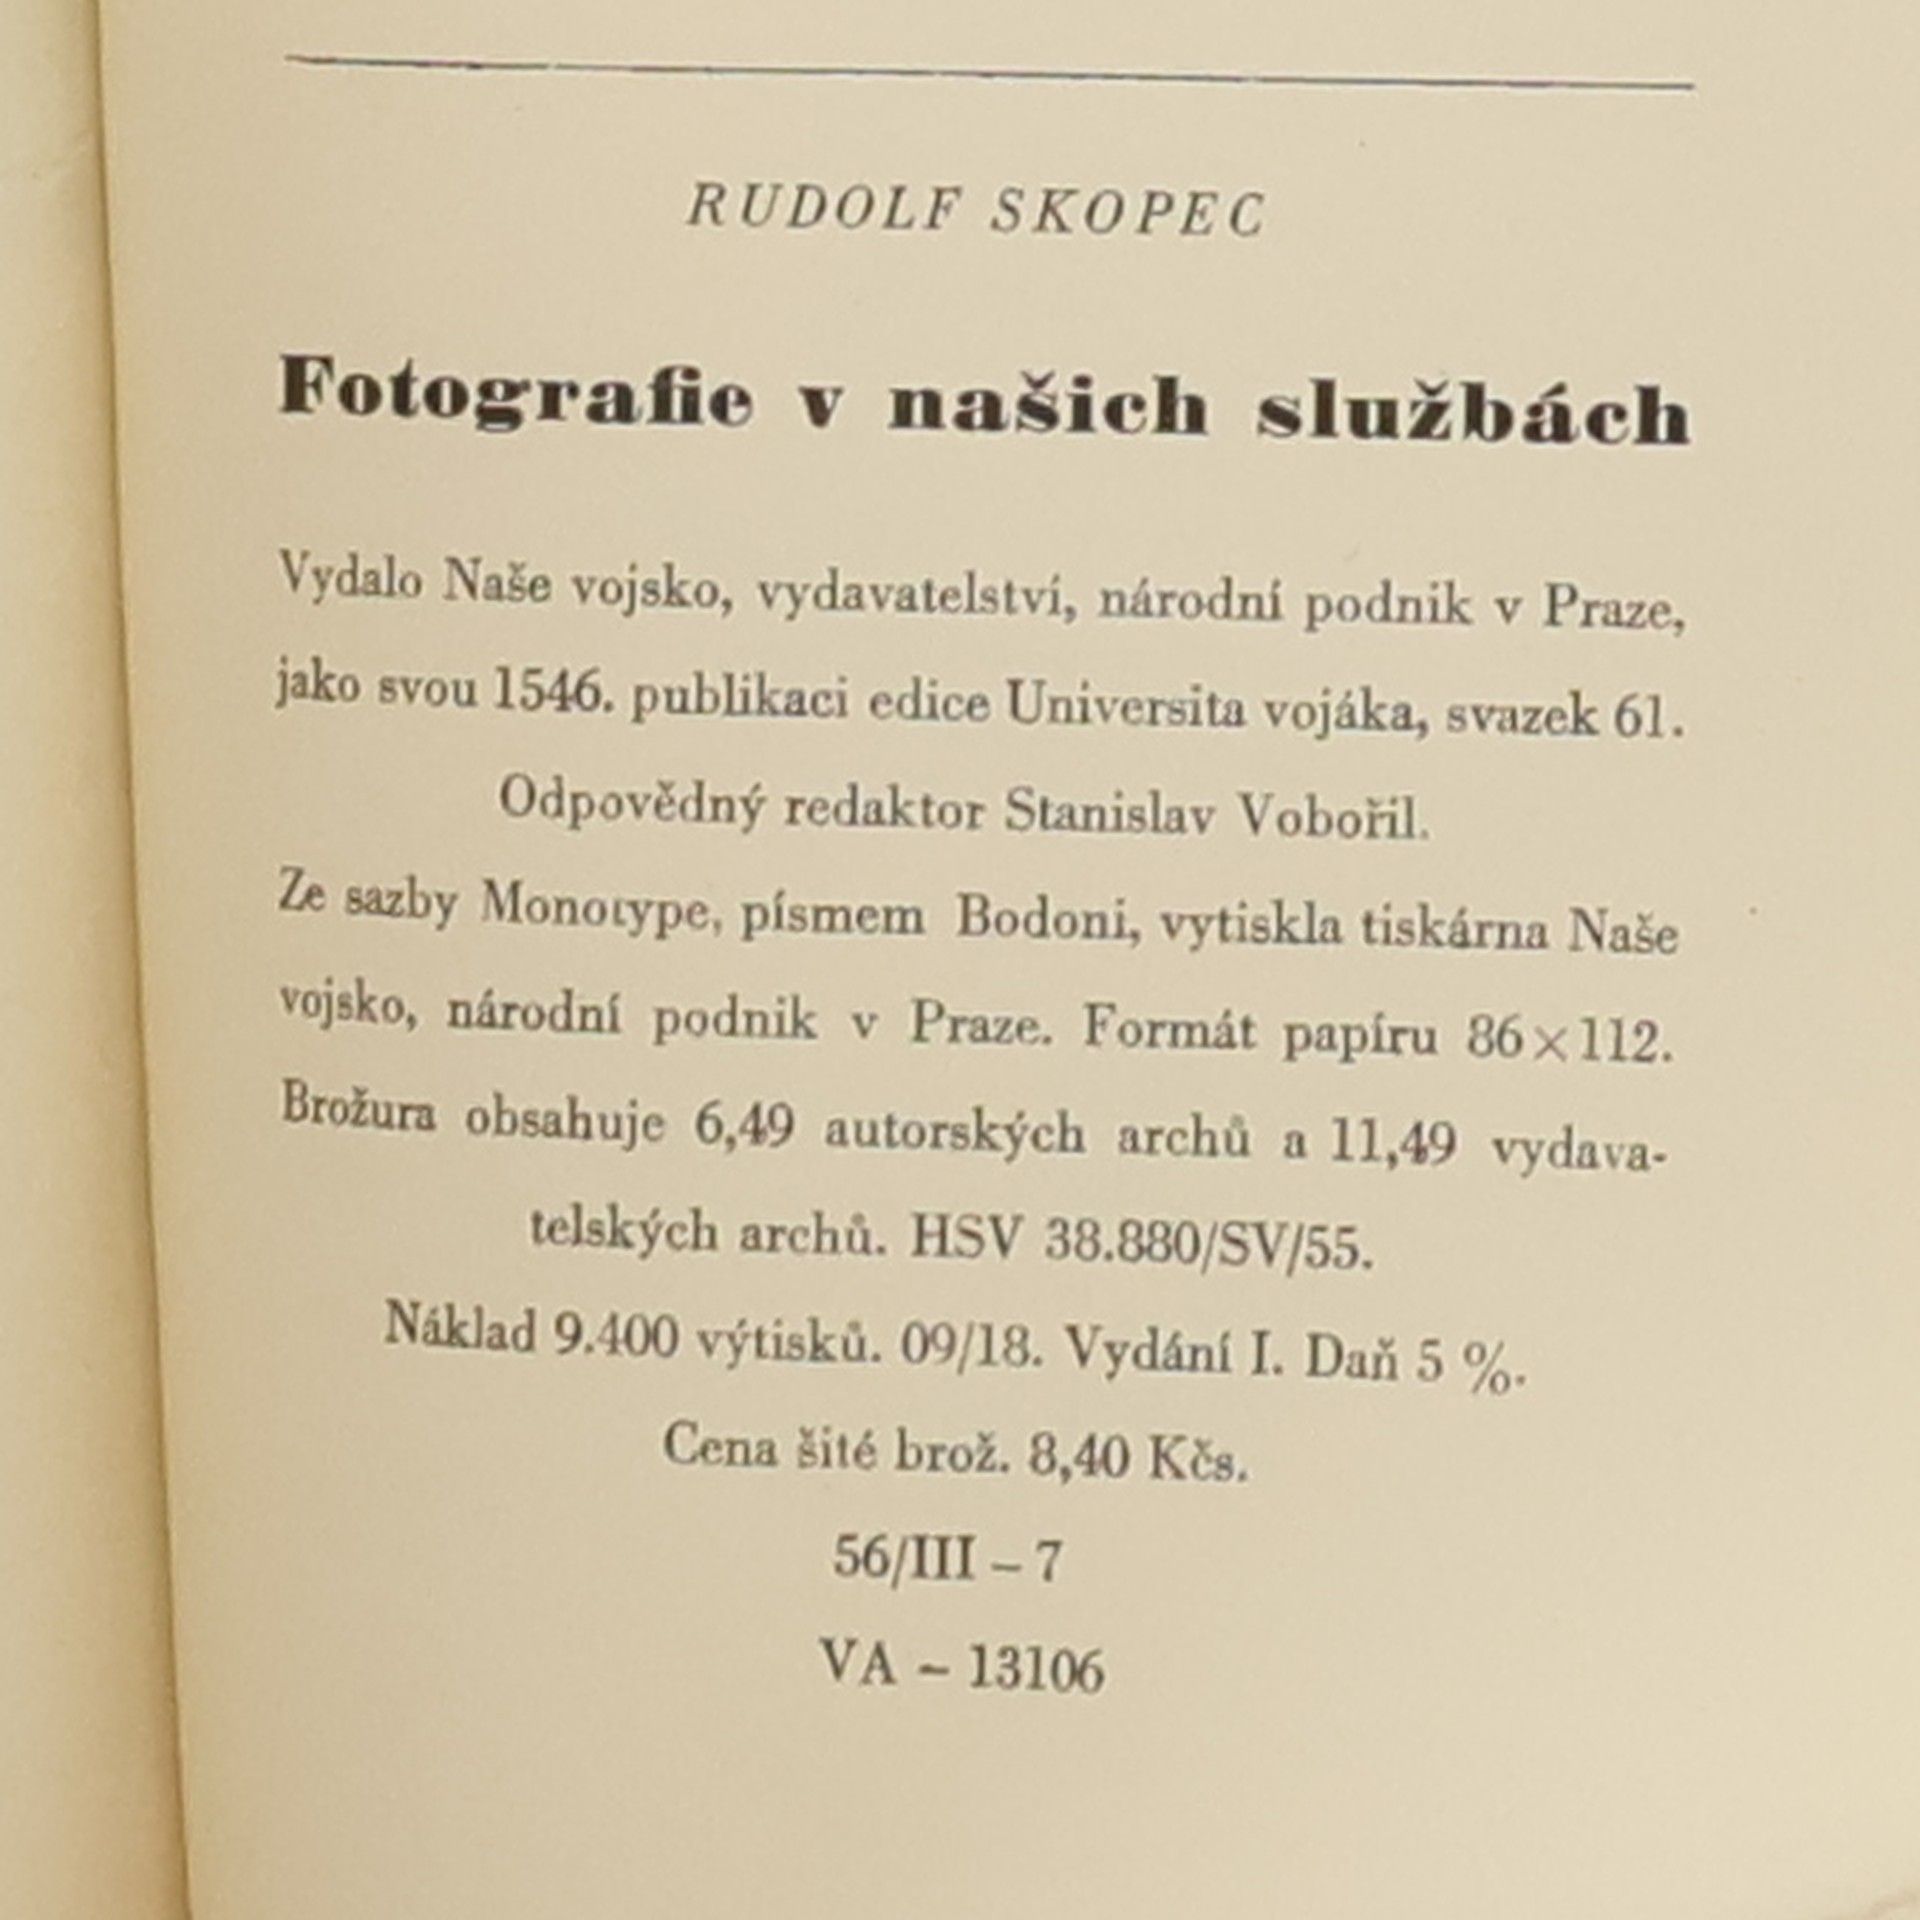 RUDOLF SKOPEC
Fotografie v našich službách
Vydalo Naše vojsko, vydavatelství, národní podnik v Praze,
jako svou 1546. publikaci edice Universita vojáka, svazek 61.
Odpovědný redaktor Stanislav Vobořil.
Ze sazby Monotype, písmem Bodoni, vytiskla tiskárna Naše
vojsko, národní podnik v Praze. Formát papíru 86×112.
Brožura obsahuje 6,49 autorských archů a 11,49 vydava-
telských archů. HSV 38.880/SV/55.
Náklad 9.400 výtisků. 09/18. Vydání I. Daň 5 %.
Cena šité brož. 8,40 Kčs.
56/III – 7
VA – 13106